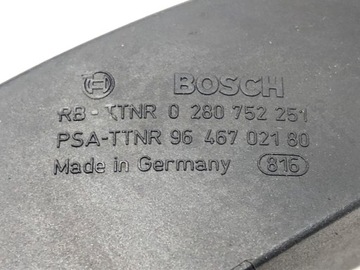 BOSCH
RB-TTNR 0 280 752 251
PSA-TTNR 96 467 021 80
Made in Germany 816